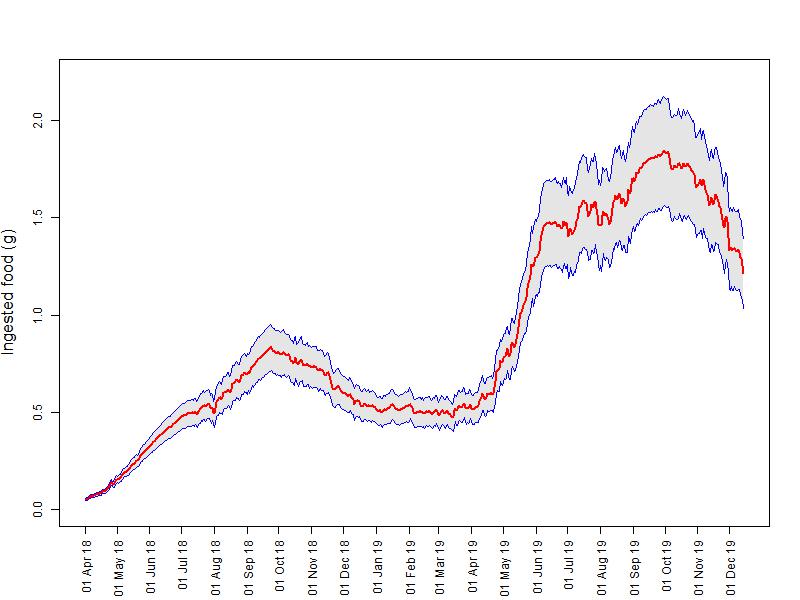 Ingested food (g)
2.0
1.5
1.0
0.5
0.0
01 Apr 18
01 May 18
01 Jun 18
01 Jul 18
01 Aug 18
01 Sep 18
01 Oct 18
01 Nov 18
01 Dec 18
01 Jan 19
01 Feb 19
01 Mar 19
01 Apr 19
01 May 19
01 Jun 19
01 Jul 19
01 Aug 19
01 Sep 19
01 Oct 19
01 Nov 19
01 Dec 19